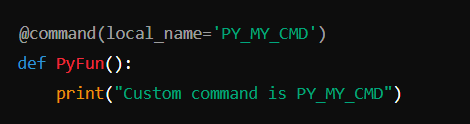 @command(local_name='PY_MY_CMD')
def PyFun():
    print("Custom command is PY_MY_CMD")